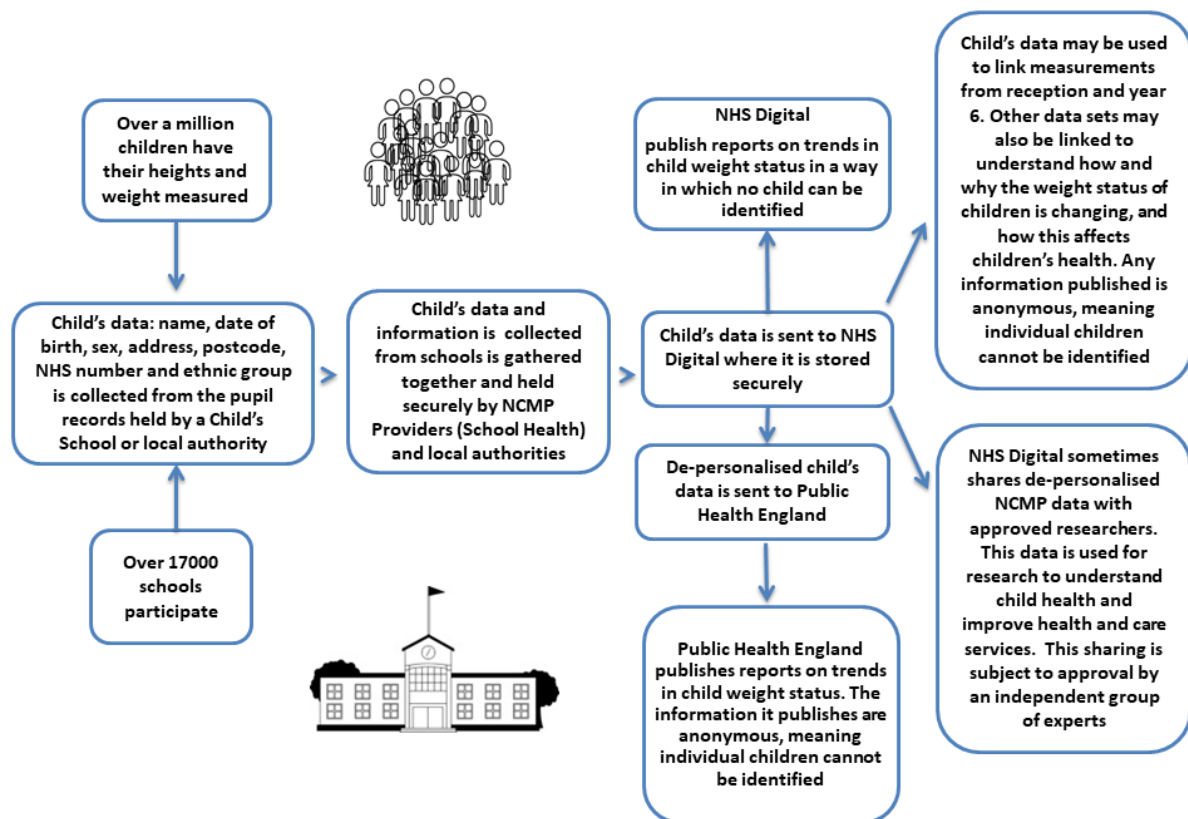 Over a million
children have
their heights and
weight measured
Child's data: name, date of
birth, sex, address, postcode,
NHS number and ethnic group
is collected from the pupil
records held by a Child's
School or local authority
Over 17000
schools
participate
Child's data and
information is collected
from schools is gathered
together and held
securely by NCMP
Providers (School Health)
and local authorities
NHS Digital
publish reports on trends in
child weight status in a way
in which no child can be
identified
Child's data is sent to NHS
Digital where it is stored
securely
De-personalised child's
data is sent to Public
Health England
Public Health England
publishes reports on trends
in child weight status. The
information it publishes are
anonymous, meaning
individual children cannot
be identified
Child's data may be used
to link measurements
from reception and year
6. Other data sets may
also be linked to
understand how and
why the weight status of
children is changing, and
how this affects
children's health. Any
information published is
anonymous, meaning
individual children
cannot be identified
NHS Digital sometimes
shares de-personalised
NCMP data with
approved researchers.
This data is used for
research to understand
child health and
improve health and care
services. This sharing is
subject to approval by
an independent group
of experts